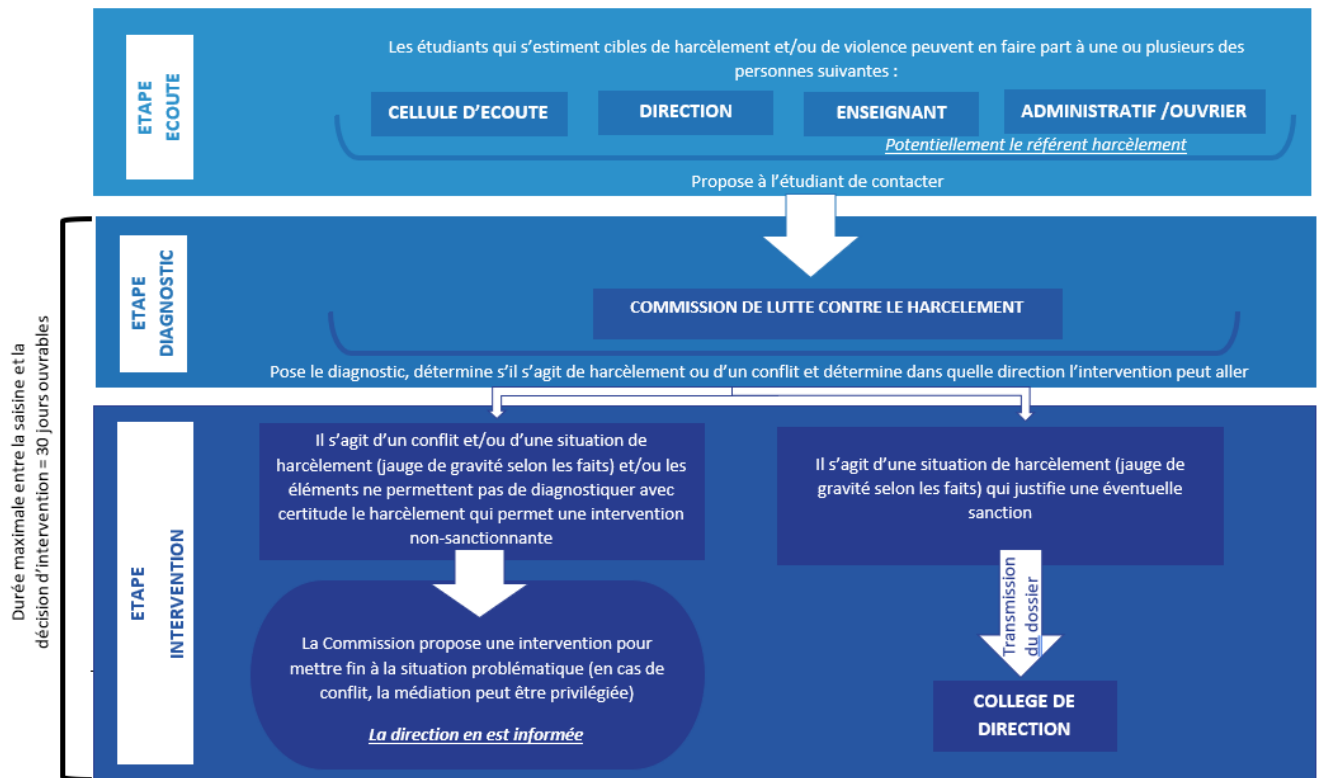 ETAPE
ECOUTE
Les étudiants qui s'estiment cibles de harcèlement et/ou de violence peuvent en faire part à une ou plusieurs des
personnes suivantes :
CELLULE D'ECOUTE
DIRECTION
ENSEIGNANT
ADMINISTRATIF /OUVRIER
Potentiellement le référent harcèlement
Propose à l'étudiant de contacter
Durée maximale entre la saisine et la
décision d'intervention = 30 jours ouvrables
ETAPE
DIAGNOSTIC
COMMISSION DE LUTTE CONTRE LE HARCELEMENT
Pose le diagnostic, détermine s'il s'agit de harcèlement ou d'un conflit et détermine dans quelle direction l'intervention peut aller
ETAPE
INTERVENTION
Il s'agit d'un conflit et/ou d'une situation de
harcèlement (jauge de gravité selon les faits) et/ou les
éléments ne permettent pas de diagnostiquer avec
certitude le harcèlement qui permet une intervention
non-sanctionnante
La Commission propose une intervention pour
mettre fin à la situation problématique (en cas de
conflit, la médiation peut être privilégiée)
La direction en est informée
Il s'agit d'une situation de harcèlement (jauge de
gravité selon les faits) qui justifie une éventuelle
sanction
Transmission
du dossier
COLLEGE DE
DIRECTION